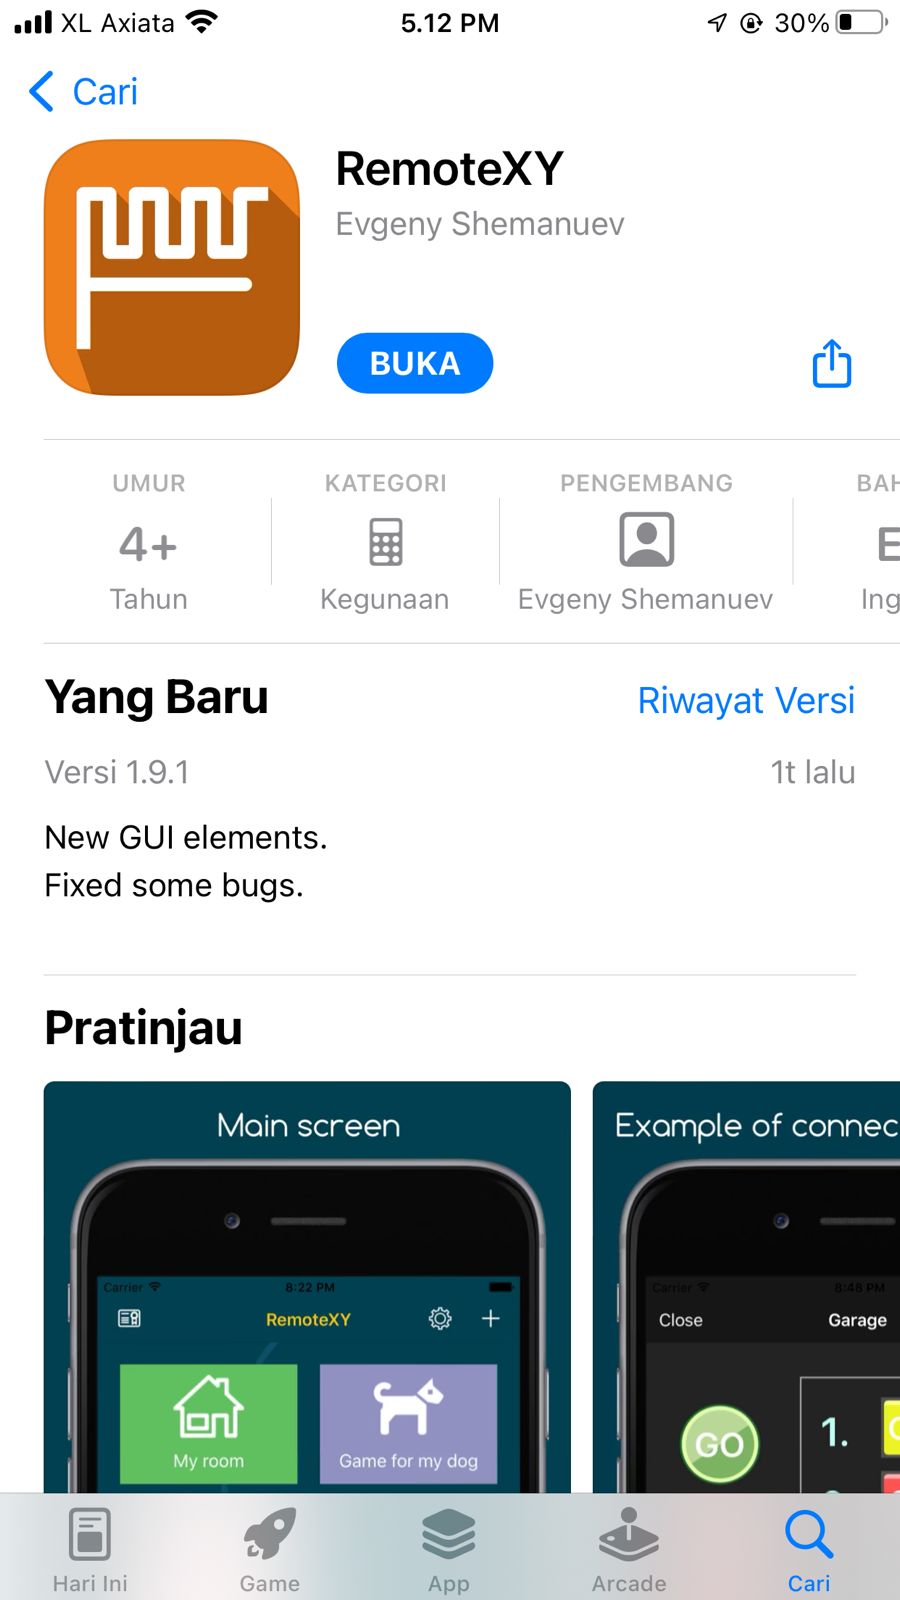 XL Axiata 5.12 PM 30%
Cari
RemoteXY
Evgeny Shemanuev
BUKA
UMUR KATEGORI PENGEMBANG BAH
4+ E
Tahun Kegunaan Evgeny Shemanuev Ing
Yang Baru Riwayat Versi
Versi 1.9.1 1t lalu
New GUI elements.
Fixed some bugs.
Pratinjau
Main screen
Carrier 8:22 PM
RemoteXY
My room Game for my dog
Example of connec
Carrier 8:48 PM
Close Garage
GO 1.
Hari Ini Game App Arcade Cari